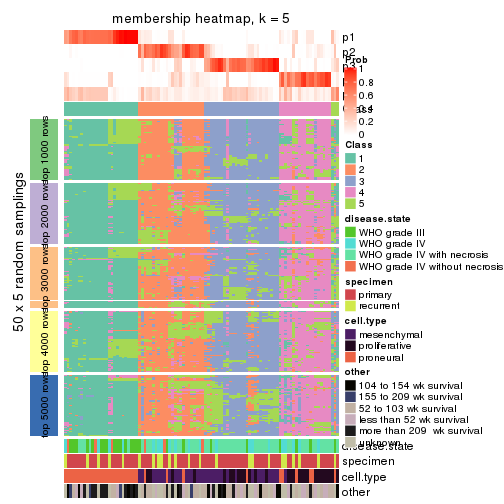 membership heatmap, k = 5
p1
p2
p3
Prob
1
0.8
0.6
0.4
0.2
0
Class
1
2
3
4
5
disease.state
WHO grade III
WHO grade IV
WHO grade IV with necrosis
WHO grade IV without necrosis
specimen
primary
recurrent
cell.type
mesenchymal
proliferative
proneural
other
104 to 154 wk survival
155 to 209 wk survival
52 to 103 wk survival
less than 52 wk survival
more than 209 wk survival
unknown
disease.state
specimen
cell.type
other
50 x 5 random samplings
top 1000 rows
top 2000 rows
top 3000 rows
top 4000 rows
top 5000 rows